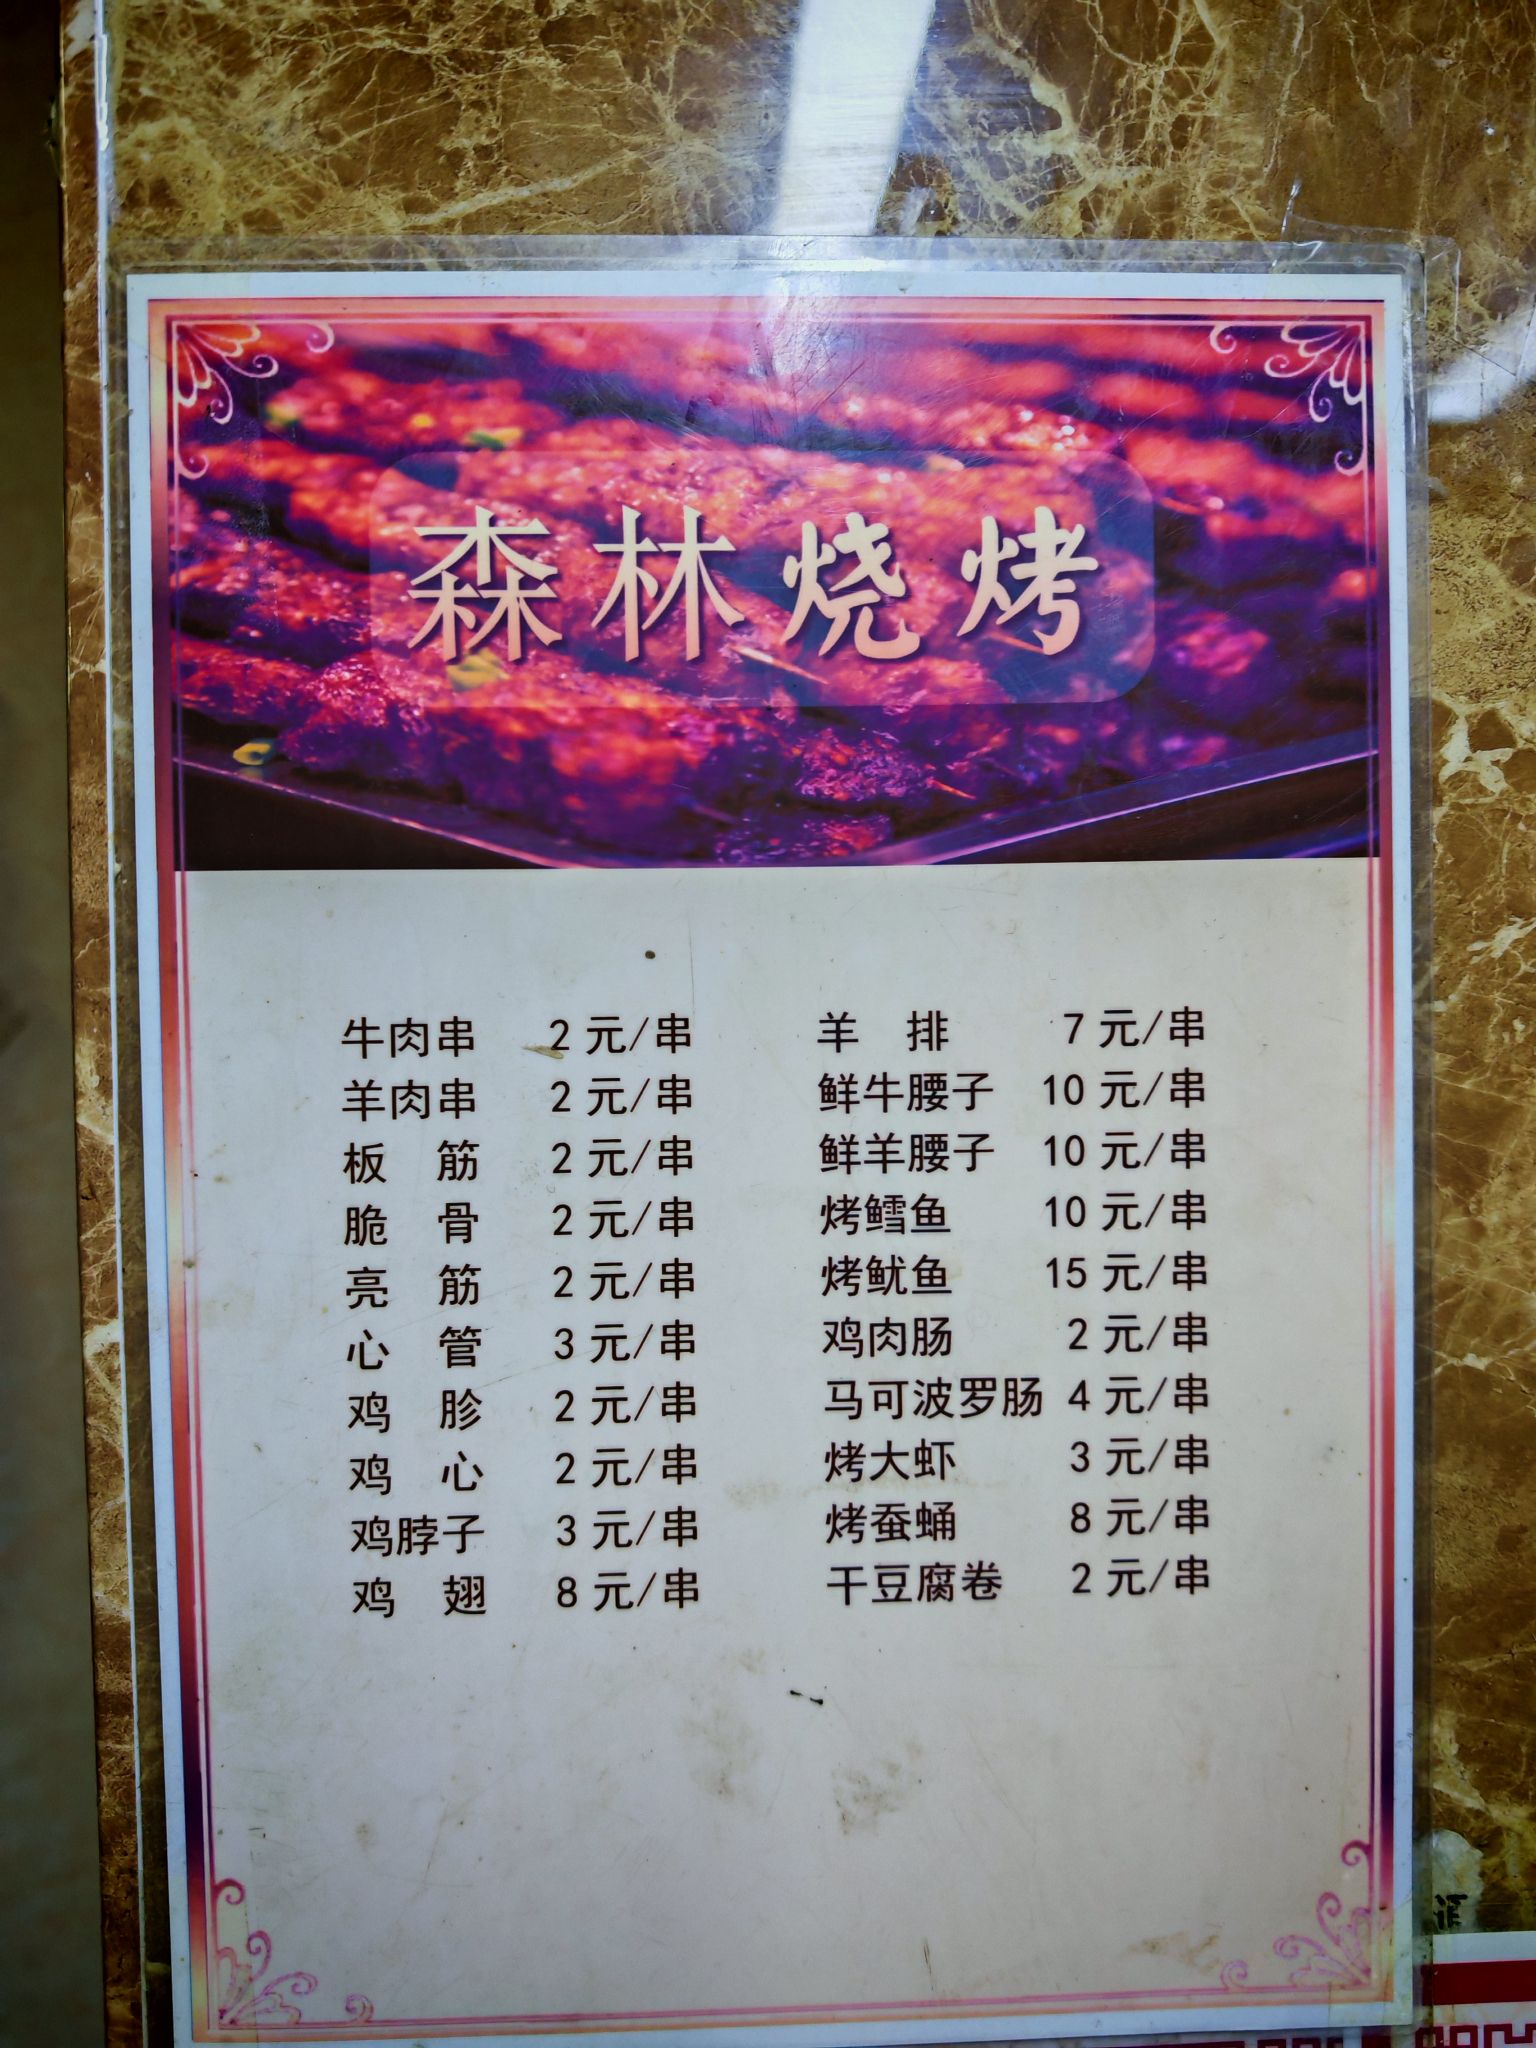 森林烧烤
牛肉串 2元/串
羊肉串 2元/串
板筋 2元/串
脆骨 2元/串
亮筋 2元/串
心管 3元/串
鸡胗 2元/串
鸡心 2元/串
鸡脖子 3元/串
鸡翅 8元/串
羊排 7元/串
鲜牛腰子 10元/串
鲜羊腰子 10元/串
烤鳕鱼 10元/串
烤鱿鱼 15元/串
鸡肉肠 2元/串
马可波罗肠 4元/串
烤大虾 3元/串
烤蚕蛹 8元/串
干豆腐卷 2元/串